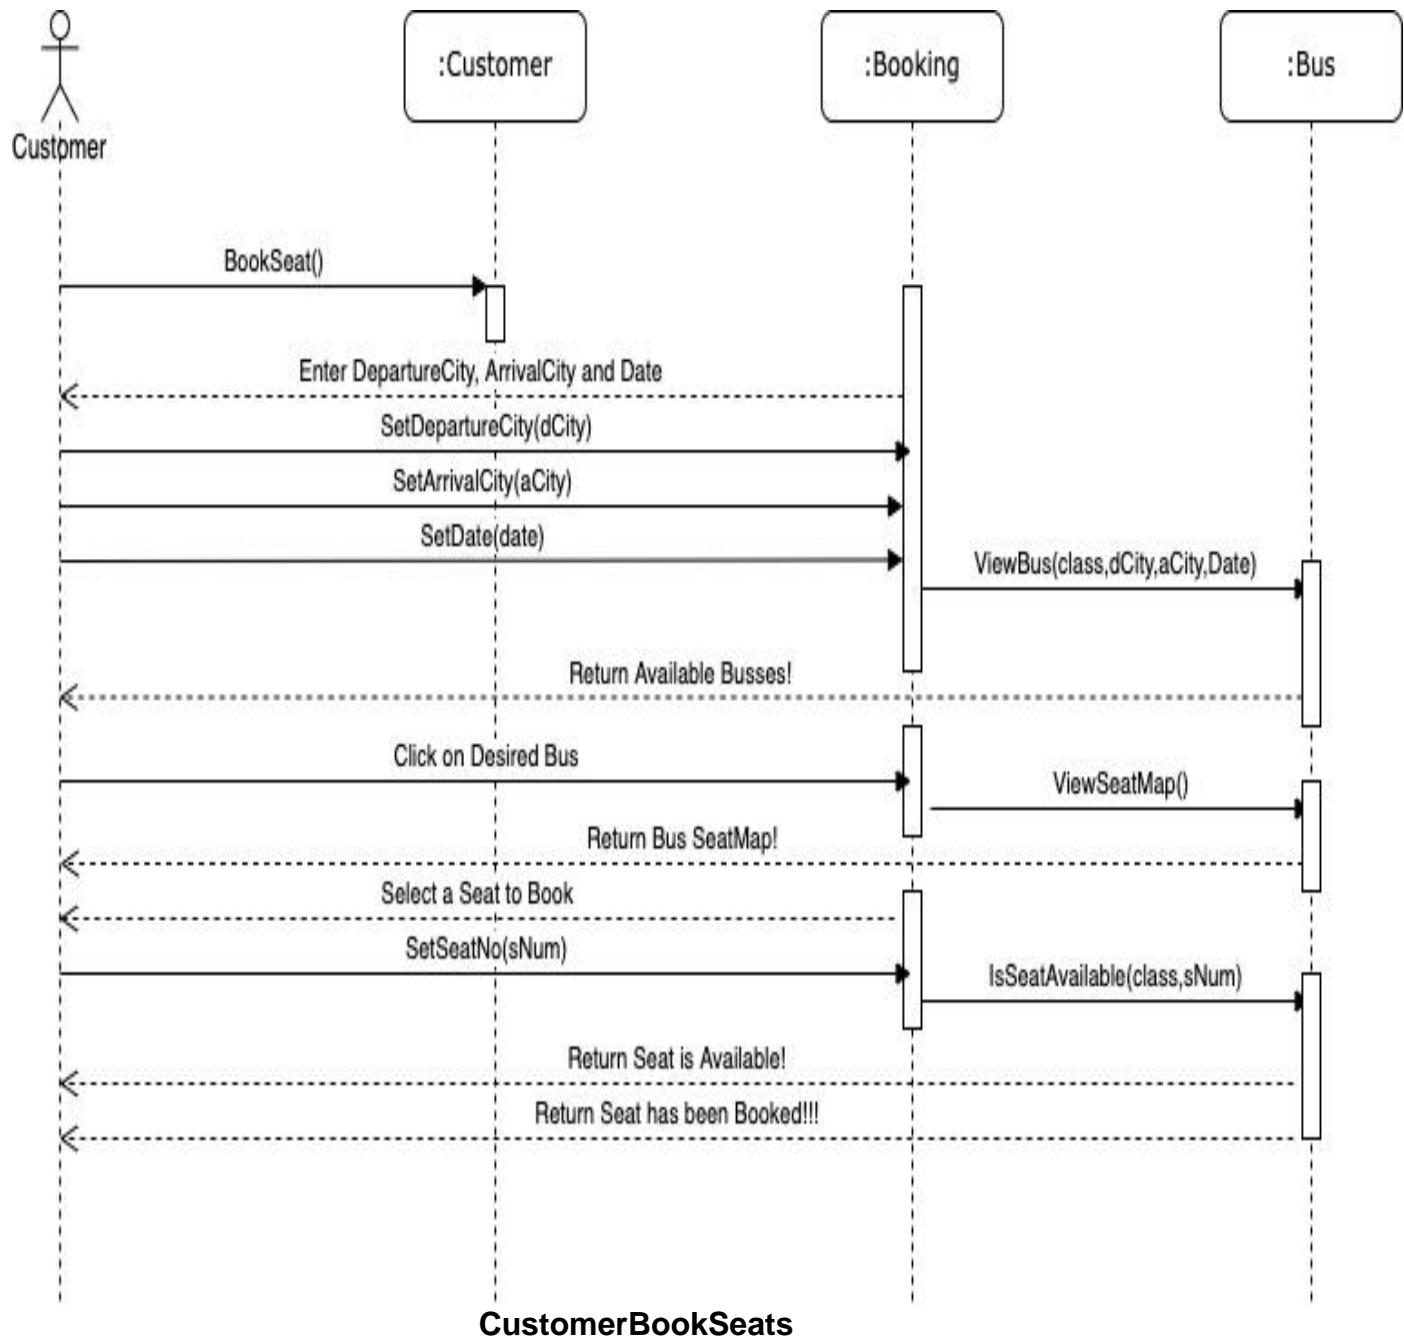 :Customer
:Booking
:Bus
Customer
BookSeat()
Enter DepartureCity, ArrivalCity and Date
SetDepartureCity(dCity)
SetArrivalCity(aCity)
SetDate(date)
ViewBus(class,dCity,aCity,Date)
Return Available Busses!
Click on Desired Bus
ViewSeatMap()
Return Bus SeatMap!
Select a Seat to Book
SetSeatNo(sNum)
IsSeatAvailable(class,sNum)
Return Seat is Available!
Return Seat has been Booked!!!
CustomerBookSeats